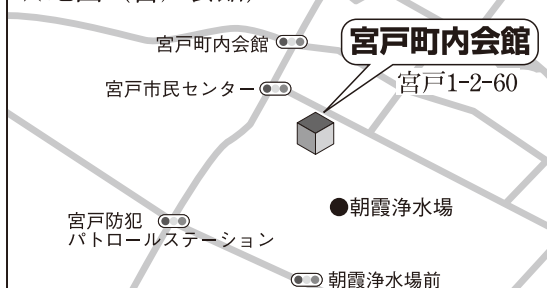 宮戸町内会館
宮戸町内会館
宮戸1-2-60
宮戸市民センター
●朝霞浄水場
宮戸防犯
パトロールステーション
朝霞浄水場前